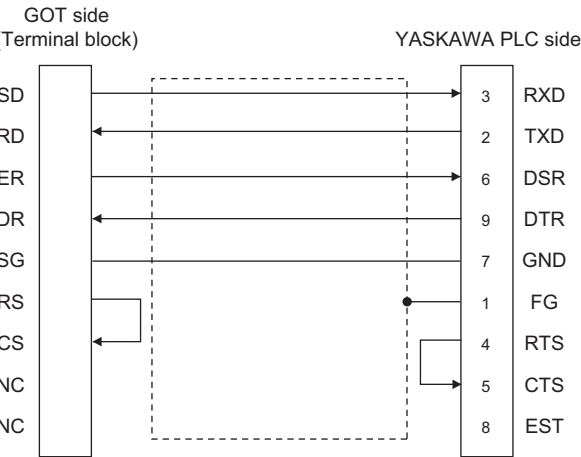 GOT side
(Terminal block)
YASKAWA PLC side
SD
3
RXD
RD
2
TXD
ER
6
DSR
DR
9
DTR
SG
7
GND
RS
1
FG
CS
4
RTS
NC
5
CTS
NC
8
EST